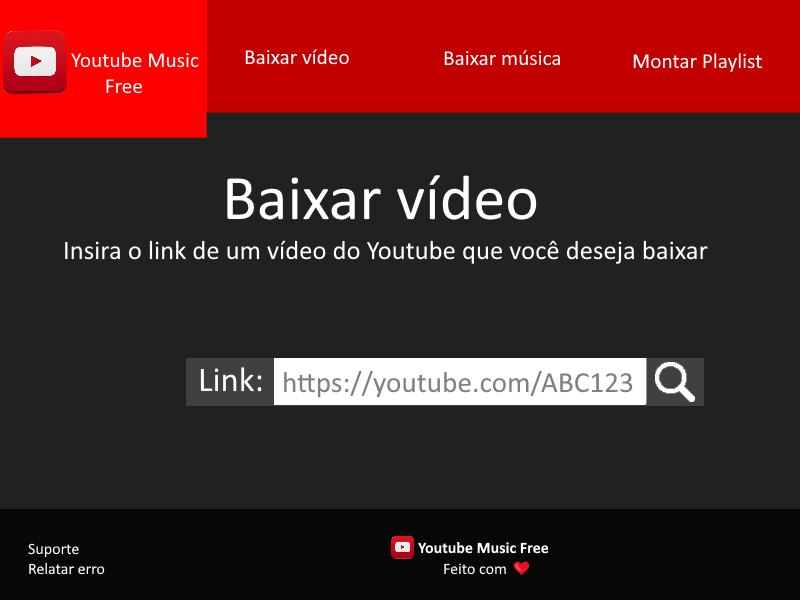 Youtube Music
Free
Baixar vídeo
Baixar música
Montar Playlist
Baixar vídeo
Insira o link de um vídeo do Youtube que você deseja baixar
Link:
https://youtube.com/ABC123
Suporte
Relatar erro
Youtube Music Free
Feito com